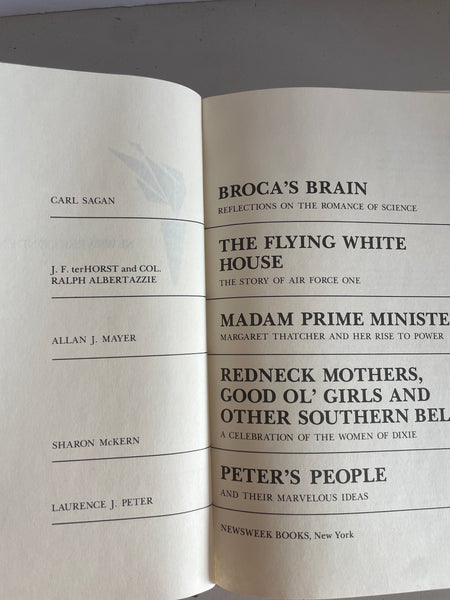 CARL SAGAN
BROCA'S BRAIN
REFLECTIONS ON THE ROMANCE OF SCIENCE
J. F. terHORST and COL.
RALPH ALBERTAZZIE
THE FLYING WHITE
HOUSE
THE STORY OF AIR FORCE ONE
ALLAN J. MAYER
MADAM PRIME MINISTE
MARGARET THATCHER AND HER RISE TO POWER
SHARON McKERN
REDNECK MOTHERS,
GOOD OL' GIRLS AND
OTHER SOUTHERN BEL
A CELEBRATION OF THE WOMEN OF DIXIE
LAURENCE J. PETER
PETER'S PEOPLE
AND THEIR MARVELOUS IDEAS
NEWSWEEK BOOKS, New York